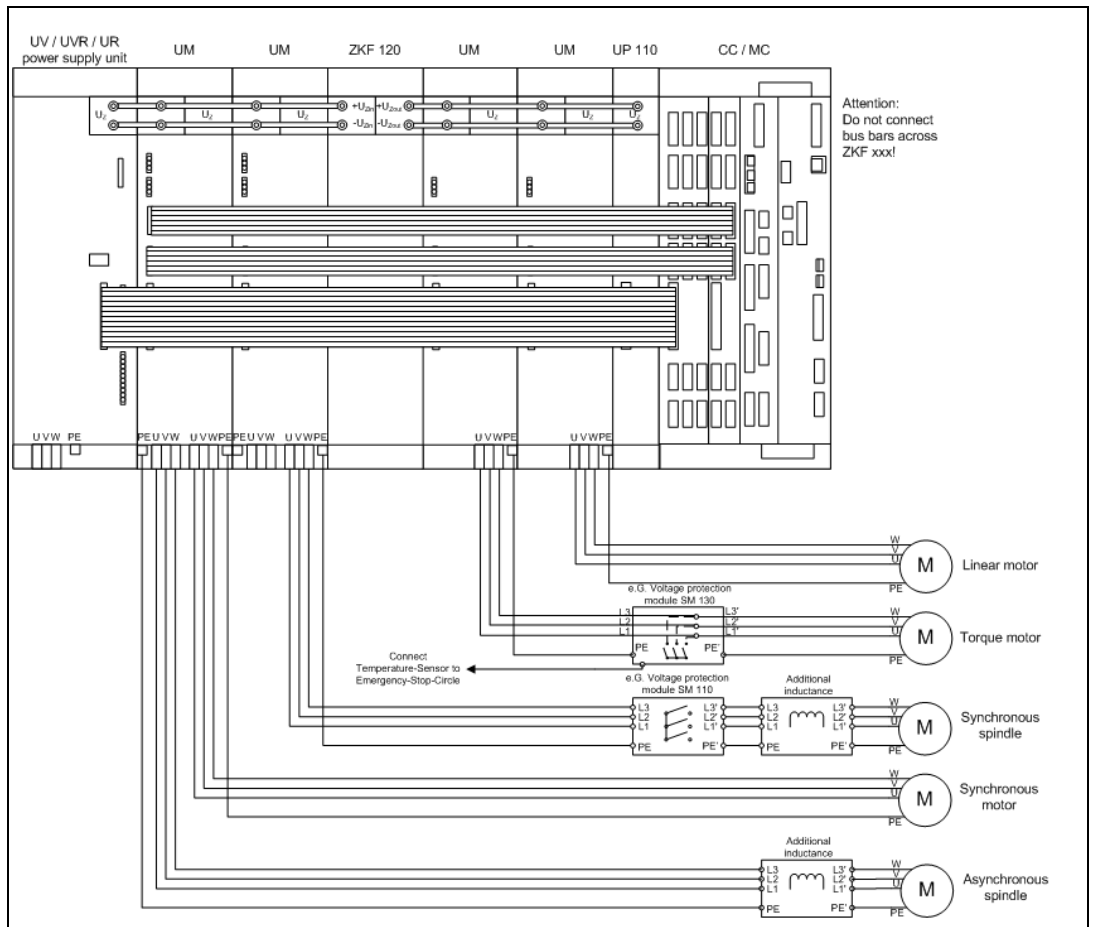 UV / UVR / UR
power supply unit
UM
UM
ZKF 120
UM
UM
UP 110
CC / MC
UZ
UZ
UZ
+UZin
+UZout
-UZin
-UZout
UZ
UZ
UZ
Attention:
Do not connect
bus bars across
ZKF xxx!
U V W PE
PE U V W
U V W PE
PE U V W
U V W PE
U V W PE
U V W PE
W
V
U
PE
M
Linear motor
e.G. Voltage protection
module SM 130
L3
L2
L1
PE
L3'
L2'
L1'
PE'
W
V
U
PE
M
Torque motor
Connect
Temperature-Sensor to
Emergency-Stop-Circle
e.G. Voltage protection
module SM 110
L3
L2
L1
PE
L3'
L2'
L1'
PE'
Additional
inductance
L3
L2
L1
PE
L3'
L2'
L1'
PE'
W
V
U
PE
M
Synchronous
spindle
W
V
U
PE
M
Synchronous
motor
Additional
inductance
L3
L2
L1
PE
L3'
L2'
L1'
PE'
W
V
U
PE
M
Asynchronous
spindle